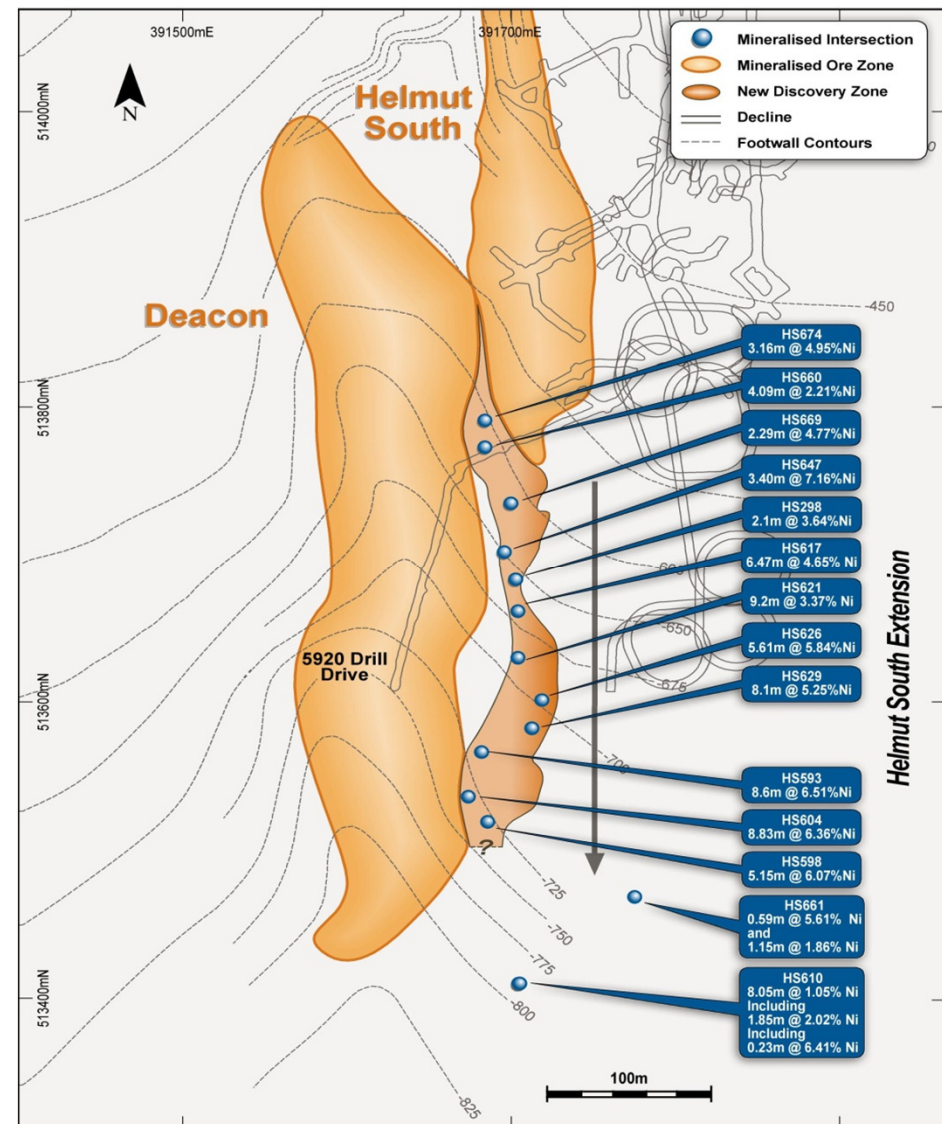 391500mE
391700mE
Mineralised Intersection
Mineralised Ore Zone
New Discovery Zone
Decline
Footwall Contours
N
514000mN
Helmut
South
Deacon
-450
513800mN
HS674
3.16m @ 4.95%Ni
HS660
4.09m @ 2.21%Ni
HS669
2.29m @ 4.77%Ni
HS647
3.40m @ 7.16%Ni
HS298
2.1m @ 3.64%Ni
HS617
6.47m @ 4.65% Ni
HS621
9.2m @ 3.37% Ni
HS626
5.61m @ 5.84%Ni
HS629
8.1m @ 5.25%Ni
-650
-675
5920 Drill
Drive
513600mN
Helmut South Extension
-700
HS593
8.6m @ 6.51%Ni
HS604
8.83m @ 6.36%Ni
HS598
5.15m @ 6.07%Ni
?
-725
-750
-775
-800
-825
HS661
0.59m @ 5.61% Ni
and
1.15m @ 1.86% Ni
HS610
8.05m @ 1.05% Ni
Including
1.85m @ 2.02% Ni
Including
0.23m @ 6.41% Ni
513400mN
100m